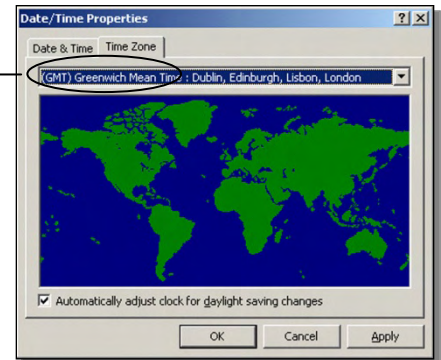 Date/Time Properties
Date & Time Time Zone
(GMT) Greenwich Mean Time : Dublin, Edinburgh, Lisbon, London
Automatically adjust clock for daylight saving changes
OK Cancel Apply